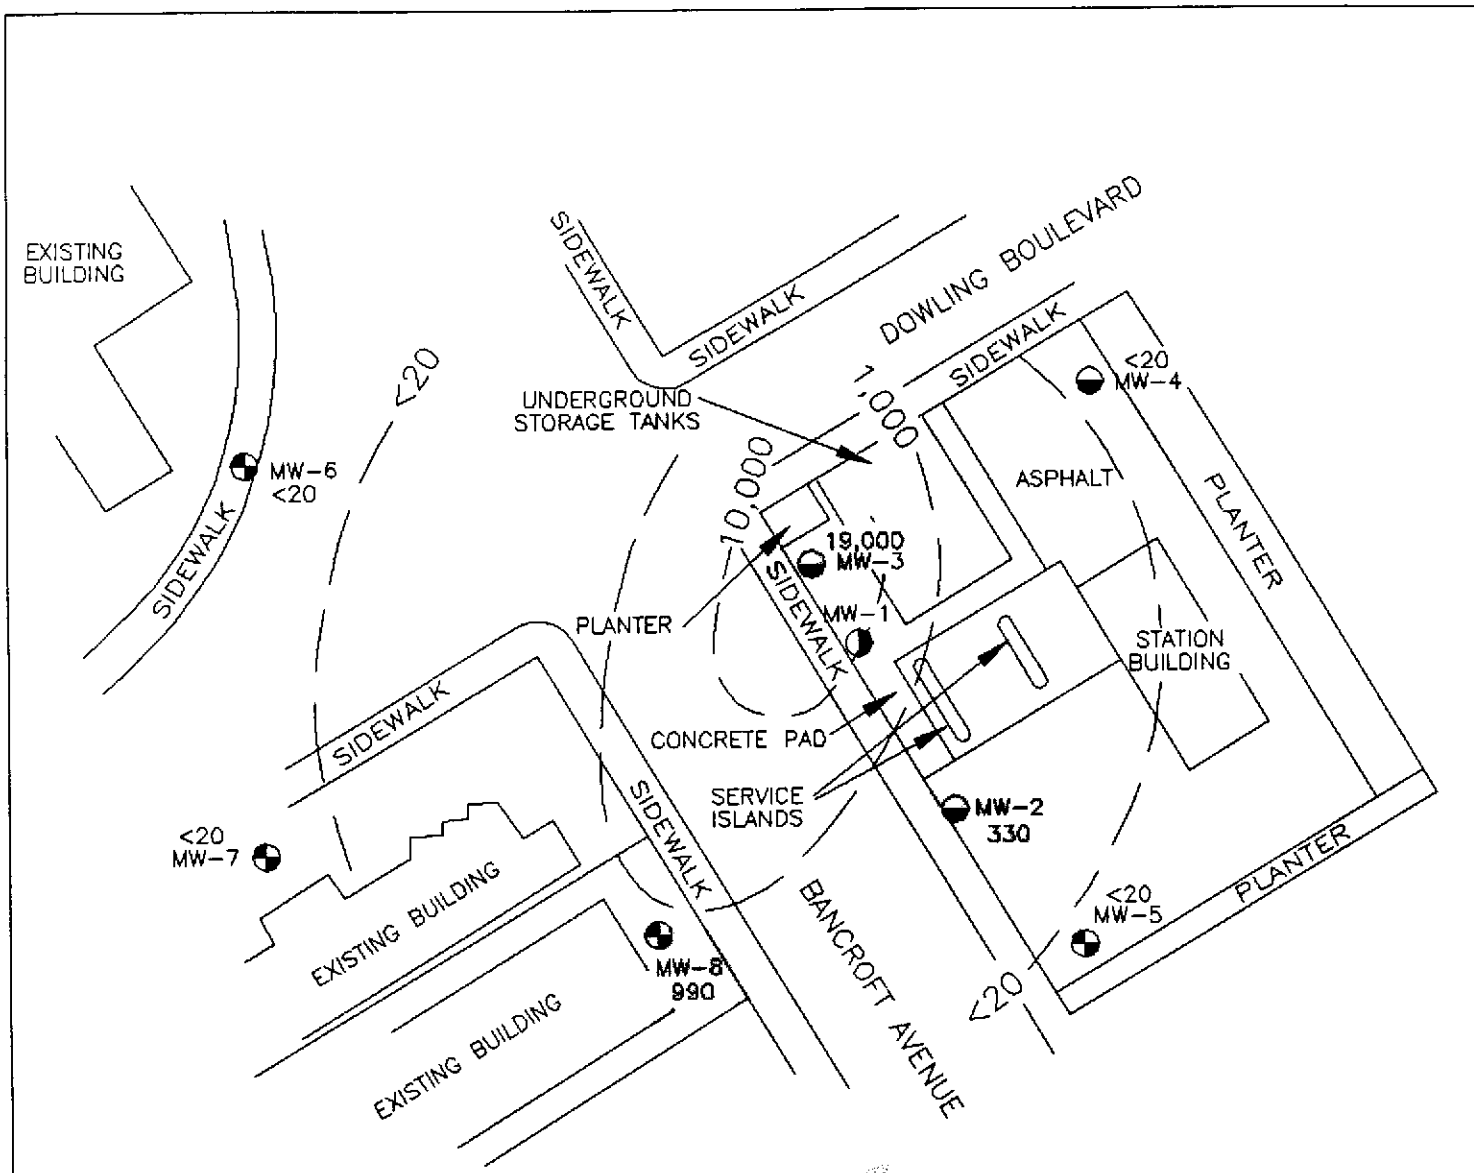 DOWLING BOULEVARD
SIDEWALK
EXISTING
BUILDING
SIDEWALK
SIDEWALK
<20
<20
MW-4
UNDERGROUND
STORAGE TANKS
1,000
10,000
ASPHALT
PLANTER
MW-6
<20
SIDEWALK
19,000
MW-3
PLANTER
SIDEWALK
MW-1
STATION
BUILDING
SIDEWALK
CONCRETE PAD
SERVICE
ISLANDS
MW-2
330
SIDEWALK
<20
MW-7
PLANTER
EXISTING BUILDING
BANCROFT AVENUE
<20
MW-5
MW-8
990
<20
EXISTING BUILDING